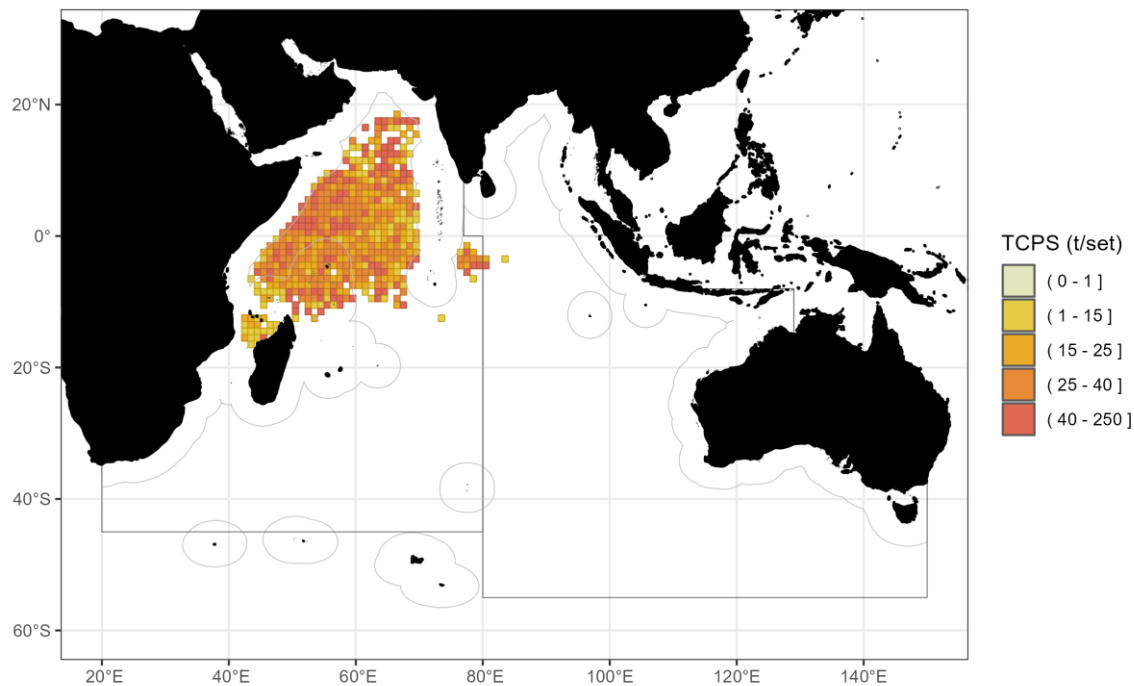 20°N
0°
20°S
40°S
60°S
20°E 40°E 60°E 80°E 100°E 120°E 140°E
TCPS (t/set)
( 0 - 1 ]
( 1 - 15 ]
( 15 - 25 ]
( 25 - 40 ]
( 40 - 250 ]